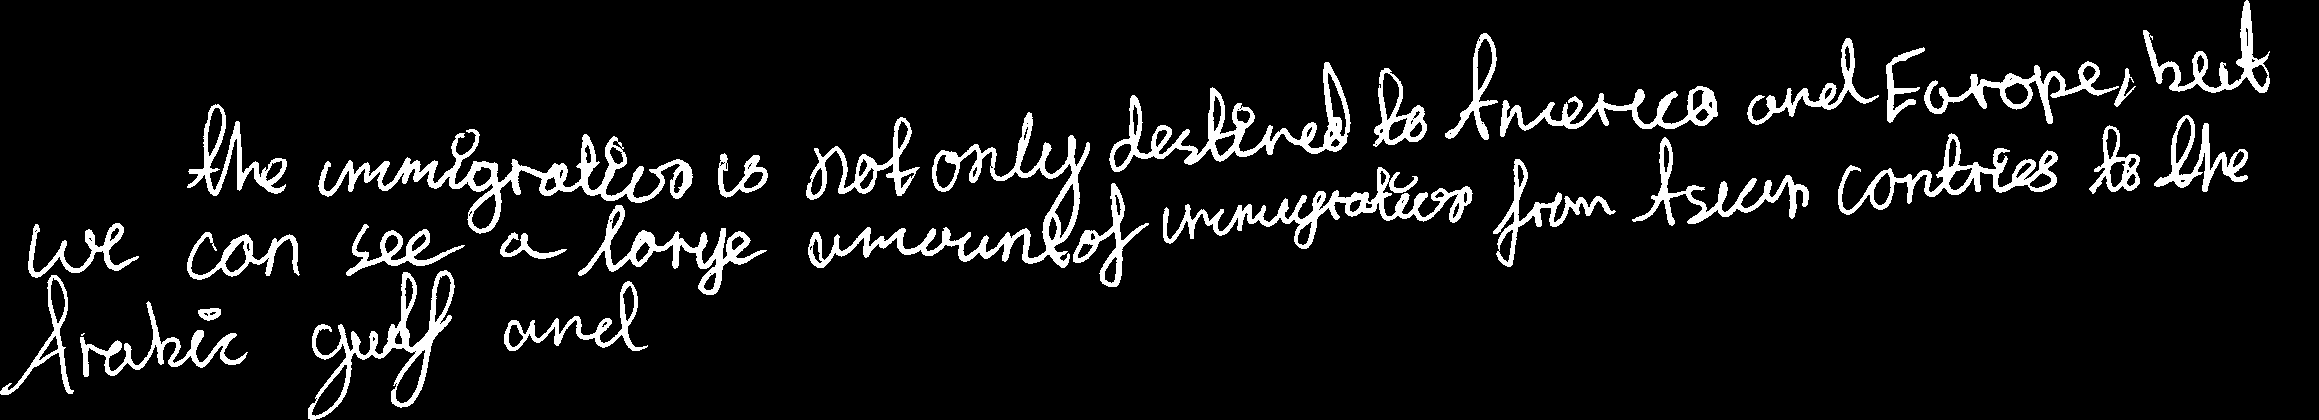 the immigration is not only destined to America and Europe, but
we can see a large amount of immigration from Asian contries to the
Arabic gulf and